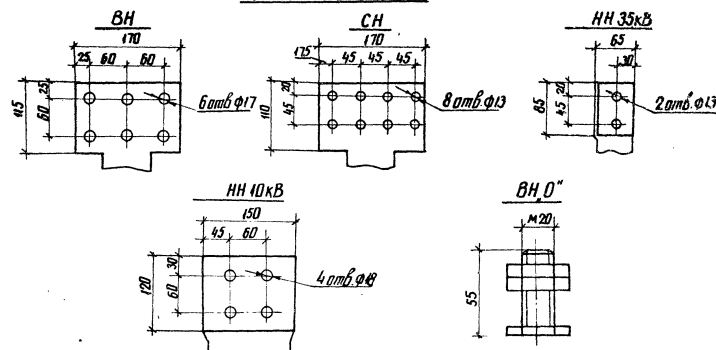 ВН
170
25 60 60
25
60
115
6 отв. Ф17
СН
170
17,5 45 45 45
20
45
110
8 отв. Ф13
НН 35кВ
65
30
20
45
85
2 отв. Ф13
НН 10кВ
150
45 60
30
60
120
4 отв. Ф18
ВН „0"
М20
55